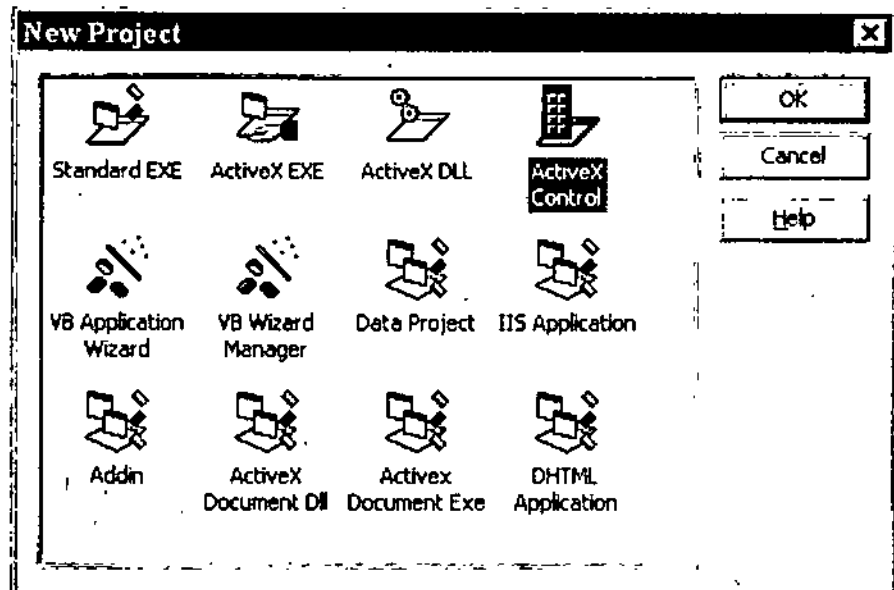 New Project
OK
Cancel
Help
Standard EXE
ActiveX EXE
ActiveX DLL
ActiveX
Control
VB Application
Wizard
VB Wizard
Manager
Data Project
IIS Application
Addin
ActiveX
Document Dll
Activex
Document Exe
DHTML
Application